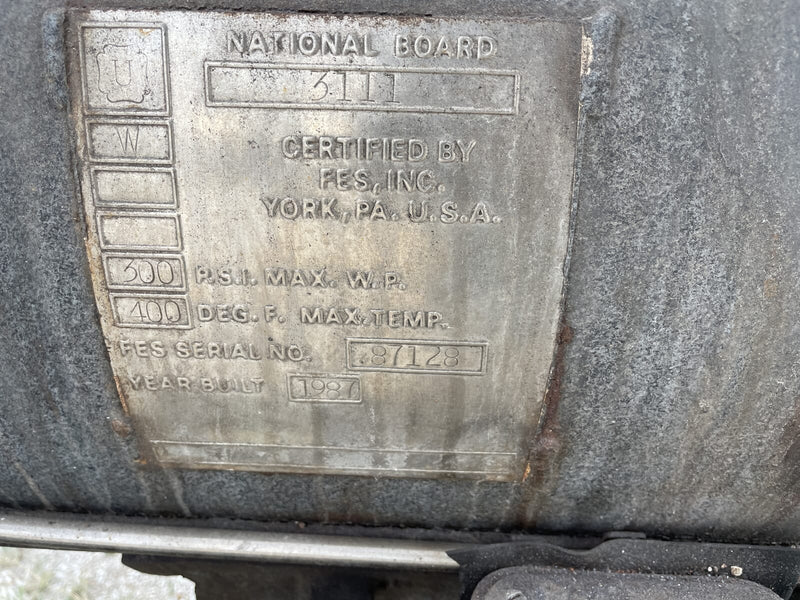 U
NATIONAL BOARD
3111
W
CERTIFIED BY
FES, INC.
YORK, PA. U.S.A.
300 P.S.I. MAX. W.P.
400 DEG. F. MAX. TEMP.
FES SERIAL NO. 87128
YEAR BUILT 1987